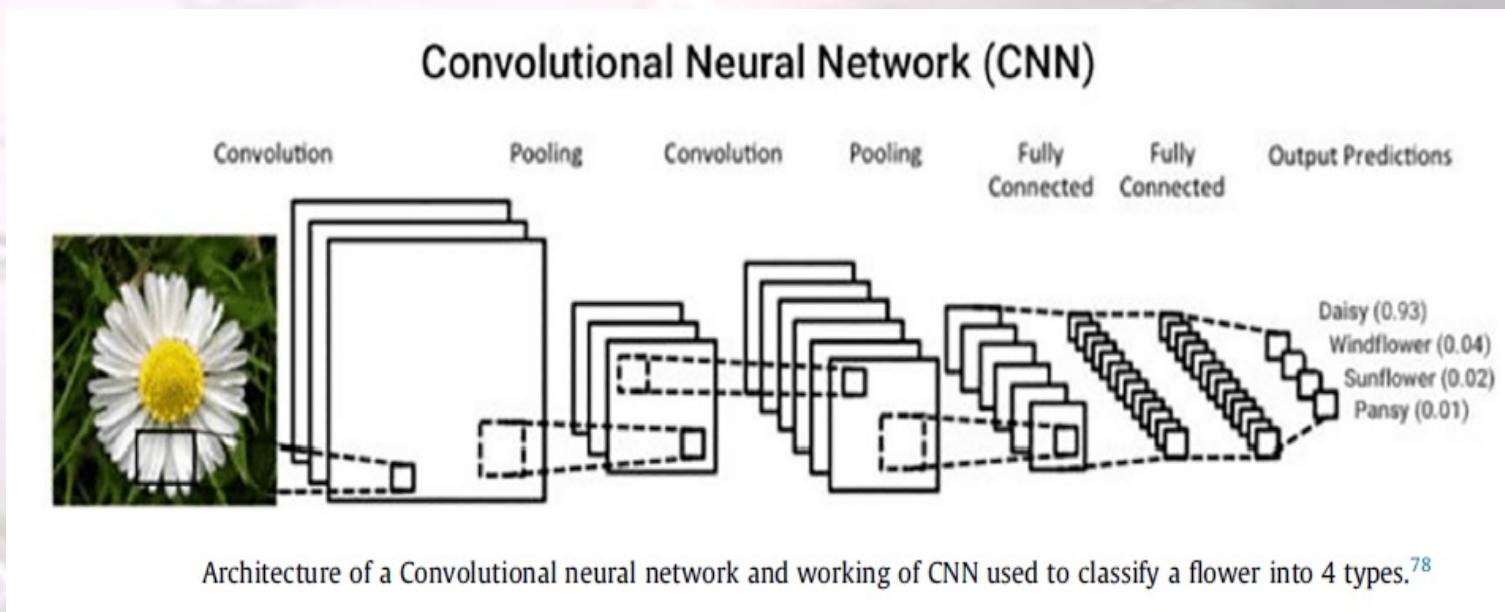 Convolutional Neural Network (CNN)
Convolution
Pooling
Convolution
Pooling
Fully
Connected
Fully
Connected
Output Predictions
Daisy (0.93)
Windflower (0.04)
Sunflower (0.02)
Pansy (0.01)
Architecture of a Convolutional neural network and working of CNN used to classify a flower into 4 types.78